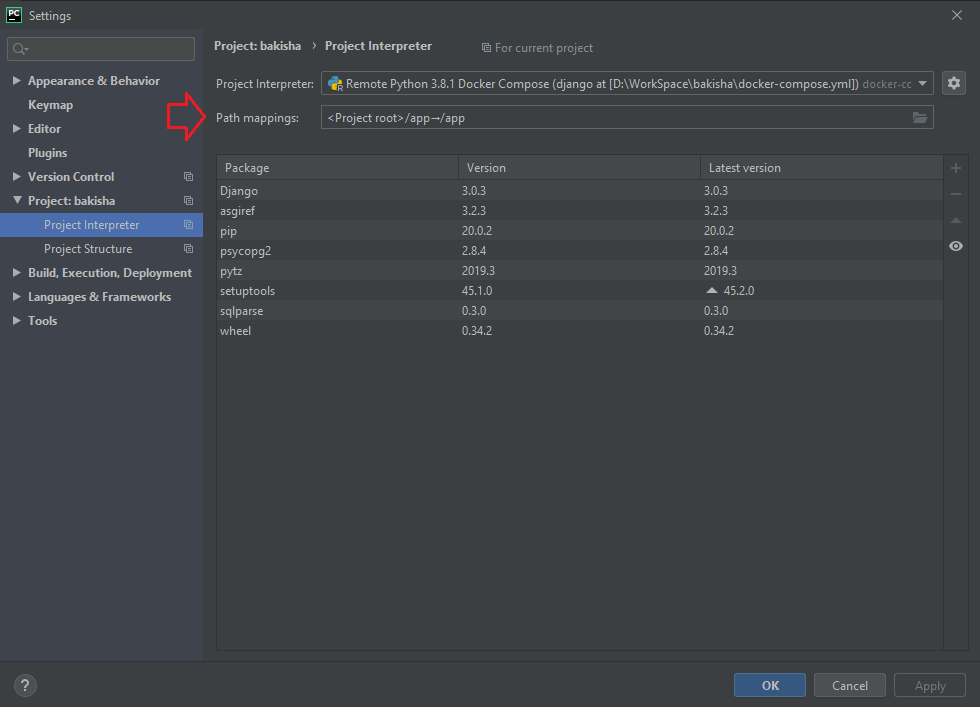 PC Settings
Project: bakisha › Project Interpreter For current project
Appearance & Behavior
Keymap
Editor
Plugins
Version Control
Project: bakisha
Project Interpreter
Project Structure
Build, Execution, Deployment
Languages & Frameworks
Tools
Project Interpreter: Remote Python 3.8.1 Docker Compose (django at [D:\WorkSpace\bakisha\docker-compose.yml]) docker-cc
Path mappings: <Project root>/app→/app
Package Version Latest version
Django 3.0.3 3.0.3
asgiref 3.2.3 3.2.3
pip 20.0.2 20.0.2
psycopg2 2.8.4 2.8.4
pytz 2019.3 2019.3
setuptools 45.1.0 45.2.0
sqlparse 0.3.0 0.3.0
wheel 0.34.2 0.34.2
? OK Cancel Apply